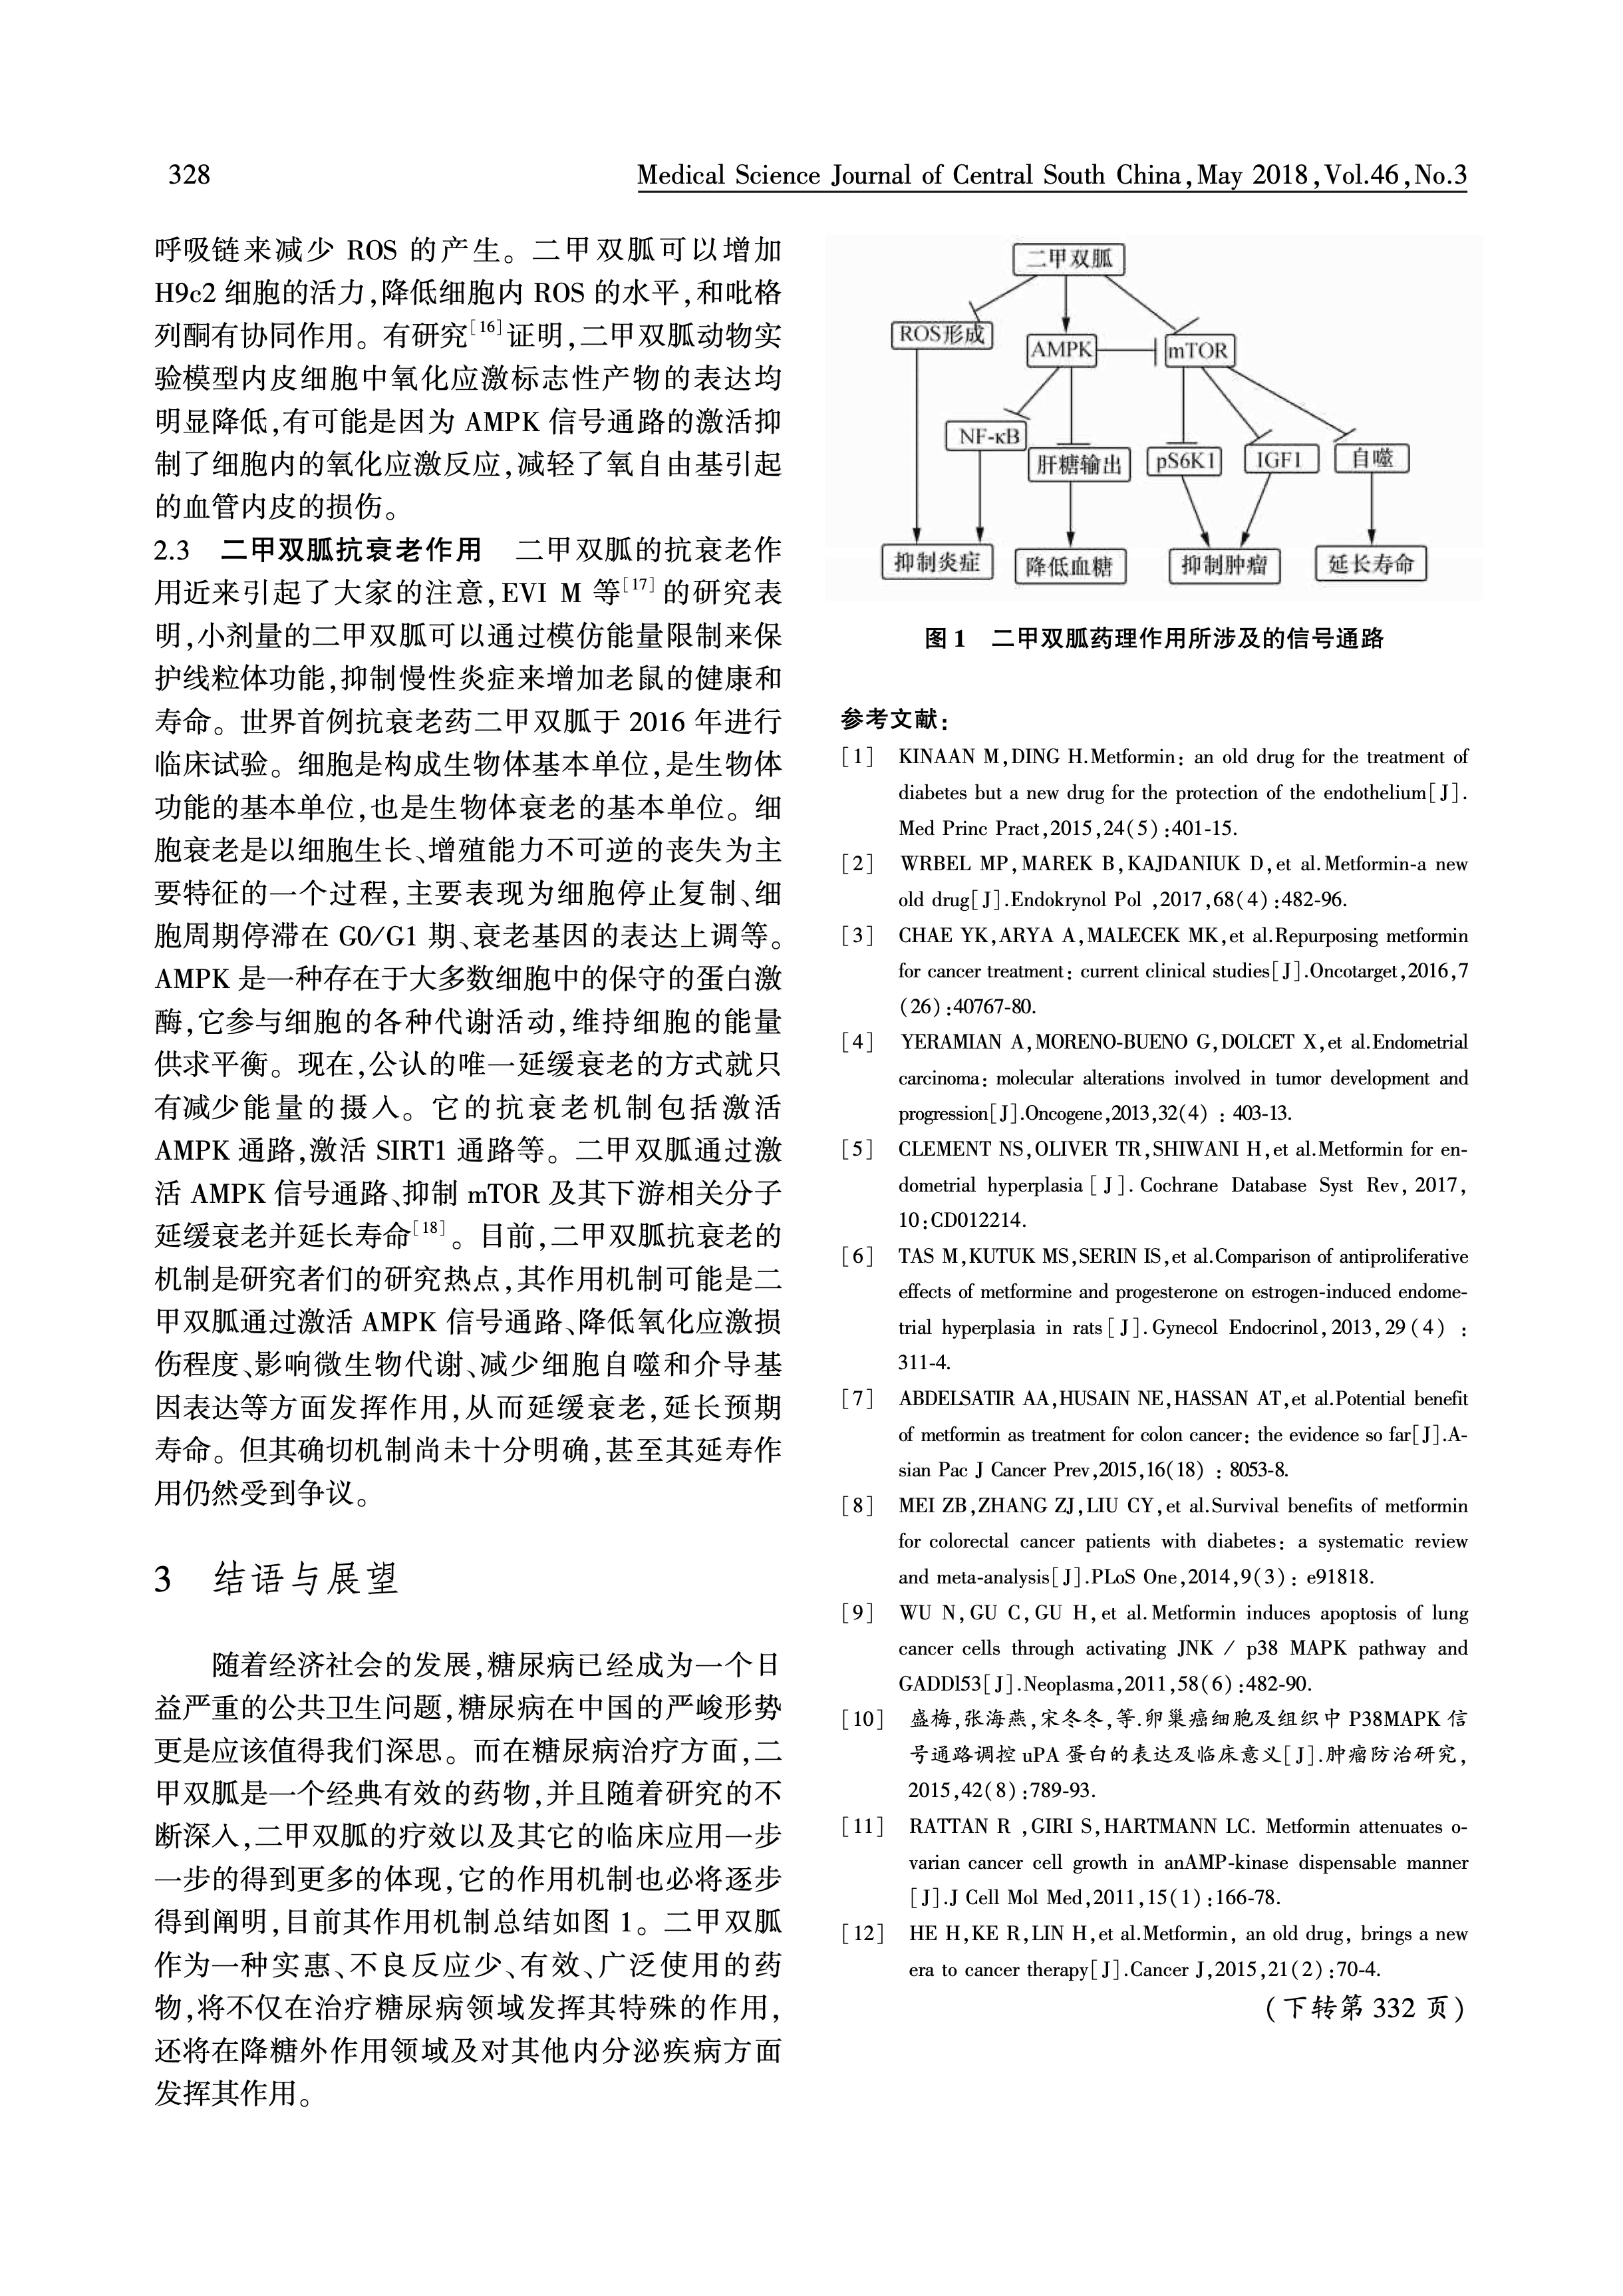 328
Medical Science Journal of Central South China,May 2018,Vol.46,No.3
呼吸链来减少 ROS 的产生。二甲双胍可以增加
H9c2 细胞的活力,降低细胞内 ROS 的水平,和吡格
列酮有协同作用。有研究[16]证明,二甲双胍动物实
验模型内皮细胞中氧化应激标志性产物的表达均
明显降低,有可能是因为 AMPK 信号通路的激活抑
制了细胞内的氧化应激反应,减轻了氧自由基引起
的血管内皮的损伤。
2.3 二甲双胍抗衰老作用 二甲双胍的抗衰老作
用近来引起了大家的注意,EVI M 等[17]的研究表
明,小剂量的二甲双胍可以通过模仿能量限制来保
护线粒体功能,抑制慢性炎症来增加老鼠的健康和
寿命。世界首例抗衰老药二甲双胍于 2016 年进行
临床试验。细胞是构成生物体基本单位,是生物体
功能的基本单位,也是生物体衰老的基本单位。细
胞衰老是以细胞生长、增殖能力不可逆的丧失为主
要特征的一个过程,主要表现为细胞停止复制、细
胞周期停滞在 G0/G1 期、衰老基因的表达上调等。
AMPK 是一种存在于大多数细胞中的保守的蛋白激
酶,它参与细胞的各种代谢活动,维持细胞的能量
供求平衡。现在,公认的唯一延缓衰老的方式就只
有减少能量的摄入。它的抗衰老机制包括激活
AMPK 通路,激活 SIRT1 通路等。二甲双胍通过激
活 AMPK 信号通路、抑制 mTOR 及其下游相关分子
延缓衰老并延长寿命[18]。目前,二甲双胍抗衰老的
机制是研究者们的研究热点,其作用机制可能是二
甲双胍通过激活 AMPK 信号通路、降低氧化应激损
伤程度、影响微生物代谢、减少细胞自噬和介导基
因表达等方面发挥作用,从而延缓衰老,延长预期
寿命。但其确切机制尚未十分明确,甚至其延寿作
用仍然受到争议。
3 结语与展望
随着经济社会的发展,糖尿病已经成为一个日
益严重的公共卫生问题,糖尿病在中国的严峻形势
更是应该值得我们深思。而在糖尿病治疗方面,二
甲双胍是一个经典有效的药物,并且随着研究的不
断深入,二甲双胍的疗效以及其它的临床应用一步
一步的得到更多的体现,它的作用机制也必将逐步
得到阐明,目前其作用机制总结如图 1。二甲双胍
作为一种实惠、不良反应少、有效、广泛使用的药
物,将不仅在治疗糖尿病领域发挥其特殊的作用,
还将在降糖外作用领域及对其他内分泌疾病方面
发挥其作用。
二甲双胍
ROS形成
AMPK
mTOR
NF-κB
肝糖输出
pS6K1
IGF1
自噬
抑制炎症
降低血糖
抑制肿瘤
延长寿命
图 1 二甲双胍药理作用所涉及的信号通路
参考文献:
[1] KINAAN M,DING H.Metformin: an old drug for the treatment of
diabetes but a new drug for the protection of the endothelium[J].
Med Princ Pract,2015,24(5):401-15.
[2] WRBEL MP,MAREK B,KAJDANIUK D,et al.Metformin-a new
old drug[J].Endokrynol Pol ,2017,68(4):482-96.
[3] CHAE YK,ARYA A,MALECEK MK,et al.Repurposing metformin
for cancer treatment: current clinical studies[J].Oncotarget,2016,7
(26):40767-80.
[4] YERAMIAN A,MORENO-BUENO G,DOLCET X,et al.Endometrial
carcinoma: molecular alterations involved in tumor development and
progression[J].Oncogene,2013,32(4) : 403-13.
[5] CLEMENT NS,OLIVER TR,SHIWANI H,et al.Metformin for en-
dometrial hyperplasia [ J ]. Cochrane Database Syst Rev, 2017,
10:CD012214.
[6] TAS M,KUTUK MS,SERIN IS,et al.Comparison of antiproliferative
effects of metformine and progesterone on estrogen-induced endome-
trial hyperplasia in rats[J].Gynecol Endocrinol,2013,29(4) :
311-4.
[7] ABDELSATIR AA,HUSAIN NE,HASSAN AT,et al.Potential benefit
of metformin as treatment for colon cancer: the evidence so far[J].A-
sian Pac J Cancer Prev,2015,16(18) : 8053-8.
[8] MEI ZB,ZHANG ZJ,LIU CY,et al.Survival benefits of metformin
for colorectal cancer patients with diabetes: a systematic review
and meta-analysis[J].PLoS One,2014,9(3): e91818.
[9] WU N,GU C,GU H,et al.Metformin induces apoptosis of lung
cancer cells through activating JNK / p38 MAPK pathway and
GADDl53[J].Neoplasma,2011,58(6):482-90.
[10] 盛梅,张海燕,宋冬冬,等.卵巢癌细胞及组织中 P38MAPK 信
号通路调控 uPA 蛋白的表达及临床意义[J].肿瘤防治研究,
2015,42(8):789-93.
[11] RATTAN R ,GIRI S,HARTMANN LC. Metformin attenuates o-
varian cancer cell growth in anAMP-kinase dispensable manner
[J].J Cell Mol Med,2011,15(1):166-78.
[12] HE H,KE R,LIN H,et al.Metformin, an old drug, brings a new
era to cancer therapy[J].Cancer J,2015,21(2):70-4.
(下转第 332 页)